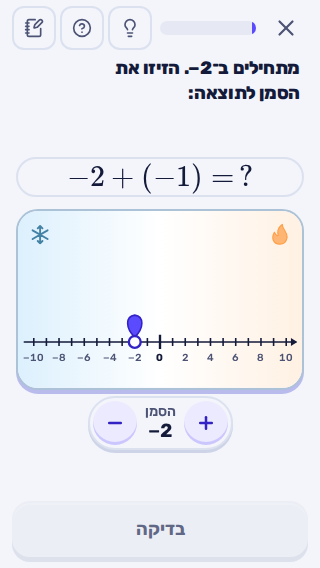 מתחילים ב־2−. הזיזו את
הסמן לתוצאה:
−2 + (−1) = ?
−10 −8 −6 −4 −2 0 2 4 6 8 10
הסמן
−2
בדיקה